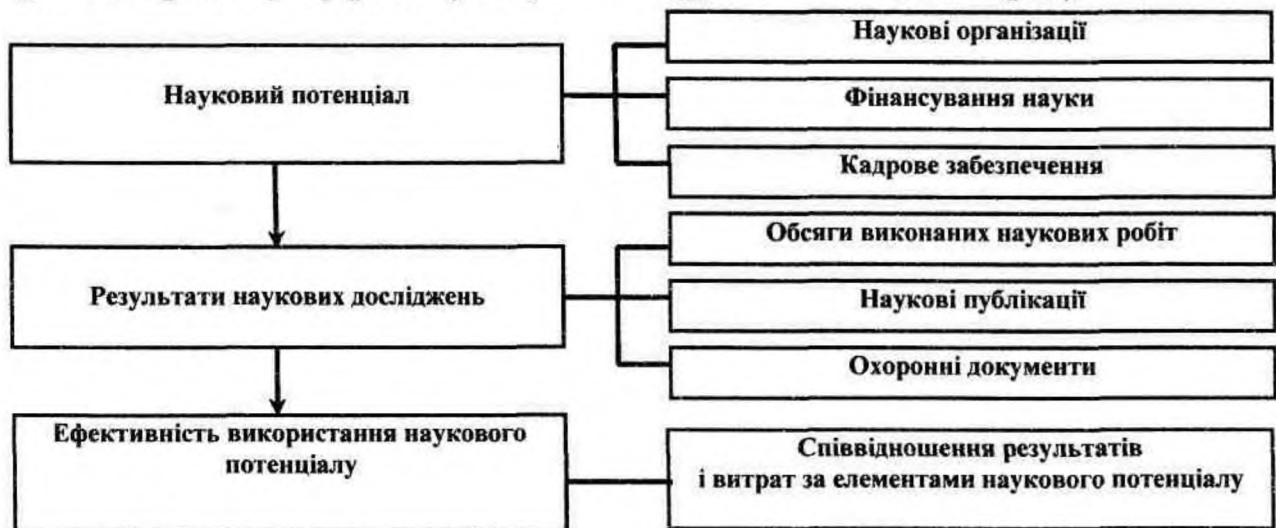 Наукові організації
Науковий потенціал
Фінансування науки
Кадрове забезпечення
Обсяги виконаних наукових робіт
Результати наукових досліджень
Наукові публікації
Охоронні документи
Ефективність використання наукового
потенціалу
Співвідношення результатів
і витрат за елементами наукового потенціалу